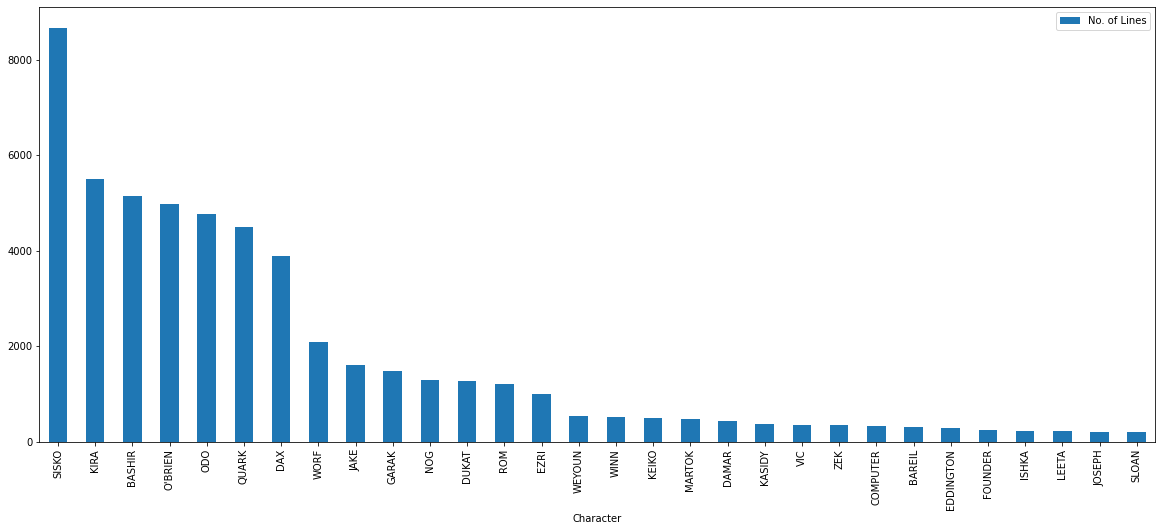 No. of Lines
8000
6000
4000
2000
0
SISKO
KIRA
BASHIR
O'BRIEN
ODO
QUARK
DAX
WORF
JAKE
GARAK
NOG
DUKAT
ROM
EZRI
WEYOUN
WINN
KEIKO
MARTOK
DAMAR
KASIDY
VIC
ZEK
COMPUTER
BAREIL
EDDINGTON
FOUNDER
ISHKA
LEETA
JOSEPH
SLOAN
Character